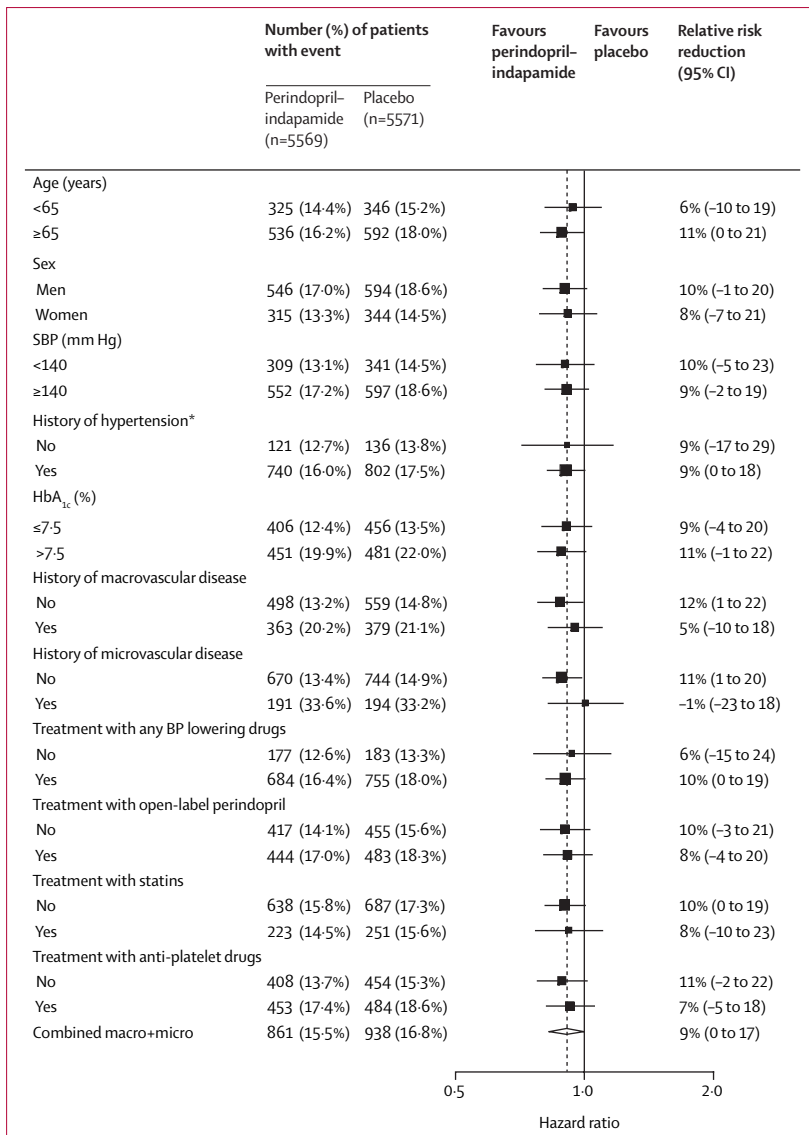 Number (%) of patients with event
Favours perindopril–indapamide
Favours placebo
Relative risk reduction (95% CI)
Perindopril–indapamide (n=5569)
Placebo (n=5571)
Age (years)
<65 325 (14·4%) 346 (15·2%) 6% (–10 to 19)
≥65 536 (16·2%) 592 (18·0%) 11% (0 to 21)
Sex
Men 546 (17·0%) 594 (18·6%) 10% (–1 to 20)
Women 315 (13·3%) 344 (14·5%) 8% (–7 to 21)
SBP (mm Hg)
<140 309 (13·1%) 341 (14·5%) 10% (–5 to 23)
≥140 552 (17·2%) 597 (18·6%) 9% (–2 to 19)
History of hypertension*
No 121 (12·7%) 136 (13·8%) 9% (–17 to 29)
Yes 740 (16·0%) 802 (17·5%) 9% (0 to 18)
HbA1c (%)
≤7·5 406 (12·4%) 456 (13·5%) 9% (–4 to 20)
>7·5 451 (19·9%) 481 (22·0%) 11% (–1 to 22)
History of macrovascular disease
No 498 (13·2%) 559 (14·8%) 12% (1 to 22)
Yes 363 (20·2%) 379 (21·1%) 5% (–10 to 18)
History of microvascular disease
No 670 (13·4%) 744 (14·9%) 11% (1 to 20)
Yes 191 (33·6%) 194 (33·2%) –1% (–23 to 18)
Treatment with any BP lowering drugs
No 177 (12·6%) 183 (13·3%) 6% (–15 to 24)
Yes 684 (16·4%) 755 (18·0%) 10% (0 to 19)
Treatment with open-label perindopril
No 417 (14·1%) 455 (15·6%) 10% (–3 to 21)
Yes 444 (17·0%) 483 (18·3%) 8% (–4 to 20)
Treatment with statins
No 638 (15·8%) 687 (17·3%) 10% (0 to 19)
Yes 223 (14·5%) 251 (15·6%) 8% (–10 to 23)
Treatment with anti-platelet drugs
No 408 (13·7%) 454 (15·3%) 11% (–2 to 22)
Yes 453 (17·4%) 484 (18·6%) 7% (–5 to 18)
Combined macro+micro 861 (15·5%) 938 (16·8%) 9% (0 to 17)
0·5 1·0 2·0
Hazard ratio